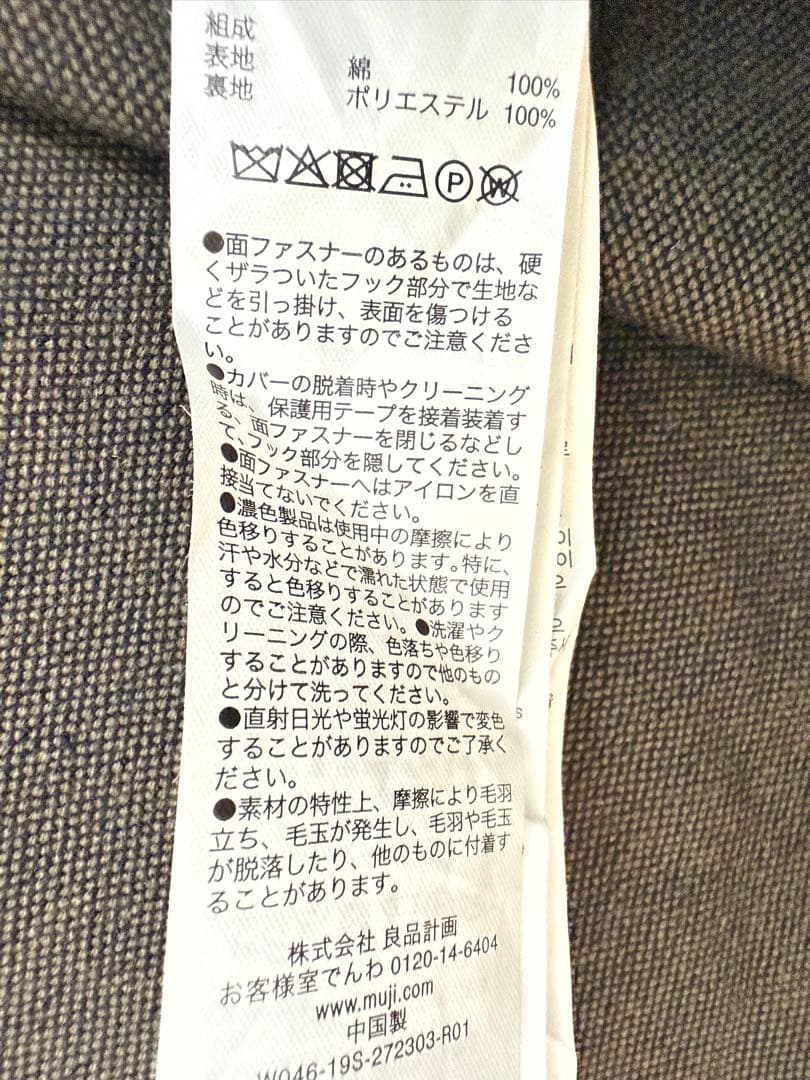 組成
表地 綿 100%
裏地 ポリエステル 100%
P
W
●面ファスナーのあるものは、硬
くザラついたフック部分で生地な
どを引っ掛け、表面を傷つける
ことがありますのでご注意くださ
い。
●カバーの脱着時やクリーニング
時は、保護用テープを接着装着す
る、面ファスナーを閉じるなどし
て、フック部分を隠してください。
●面ファスナーへはアイロンを直
接当てないでください。
●濃色製品は使用中の摩擦により
色移りすることがあります。特に、
汗や水分などで濡れた状態で使用
すると色移りすることがあります
のでご注意ください。●洗濯やク
リーニングの際、色落ちや色移り
することがありますので他のもの
と分けて洗ってください。
●直射日光や蛍光灯の影響で変色
することがありますのでご了承く
ださい。
●素材の特性上、摩擦により毛羽
立ち、毛玉が発生し、毛羽や毛玉
が脱落したり、他のものに付着す
ることがあります。
株式会社 良品計画
お客様室でんわ 0120-14-6404
www.muji.com
中国製
W046-19S-272303-R01